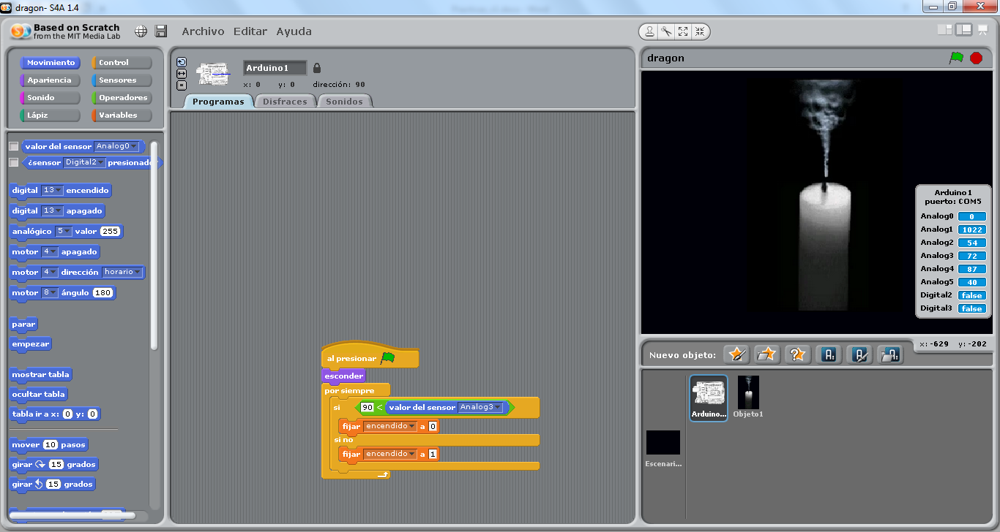 dragon- S4A 1.4
Based on Scratch
from the MIT Media Lab
Archivo Editar Ayuda
Movimiento Control
Apariencia Sensores
Sonido Operadores
Lápiz Variables
valor del sensor Analog0
¿sensor Digital2 presionado
digital 13 encendido
digital 13 apagado
analógico 5 valor 255
motor 4 apagado
motor 4 dirección horario
motor 8 ángulo 180
parar
empezar
mostrar tabla
ocultar tabla
tabla ir a x: 0 y: 0
mover 10 pasos
girar 15 grados
girar 15 grados
Arduino1
x: 0 y: 0 dirección: 90
Programas Disfraces Sonidos
al presionar
esconder
por siempre
si 90 < valor del sensor Analog3
fijar encendido a 0
si no
fijar encendido a 1
dragon
Arduino1
puerto: COM5
Analog0 0
Analog1 1022
Analog2 54
Analog3 72
Analog4 87
Analog5 40
Digital2 false
Digital3 false
x: -629 y: -202
Nuevo objeto:
Arduino... Objeto1
Escenari...